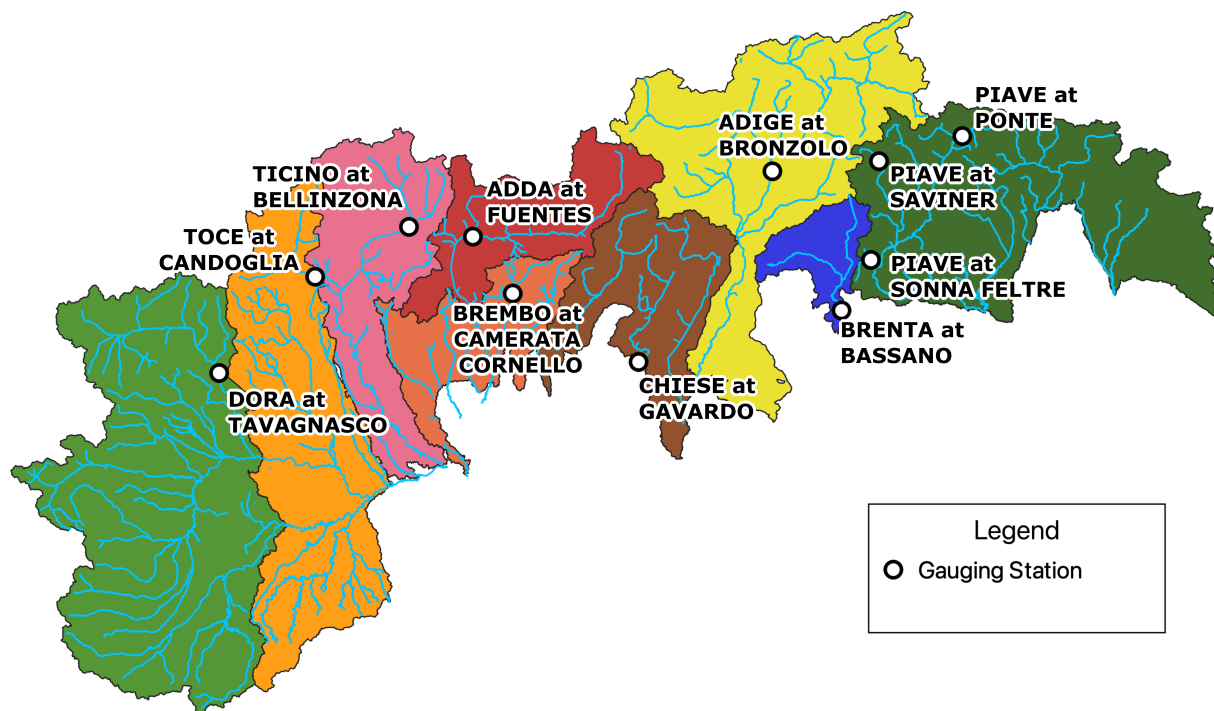 PIAVE at
PONTE
ADIGE at
BRONZOLO
PIAVE at
SAVINER
TICINO at
BELLINZONA
ADDA at
FUENTES
TOCE at
CANDOGLIA
PIAVE at
SONNA FELTRE
BREMBO at
CAMERATA
CORNELLO
BRENTA at
BASSANO
CHIESE at
GAVARDO
DORA at
TAVAGNASCO
Legend
Gauging Station